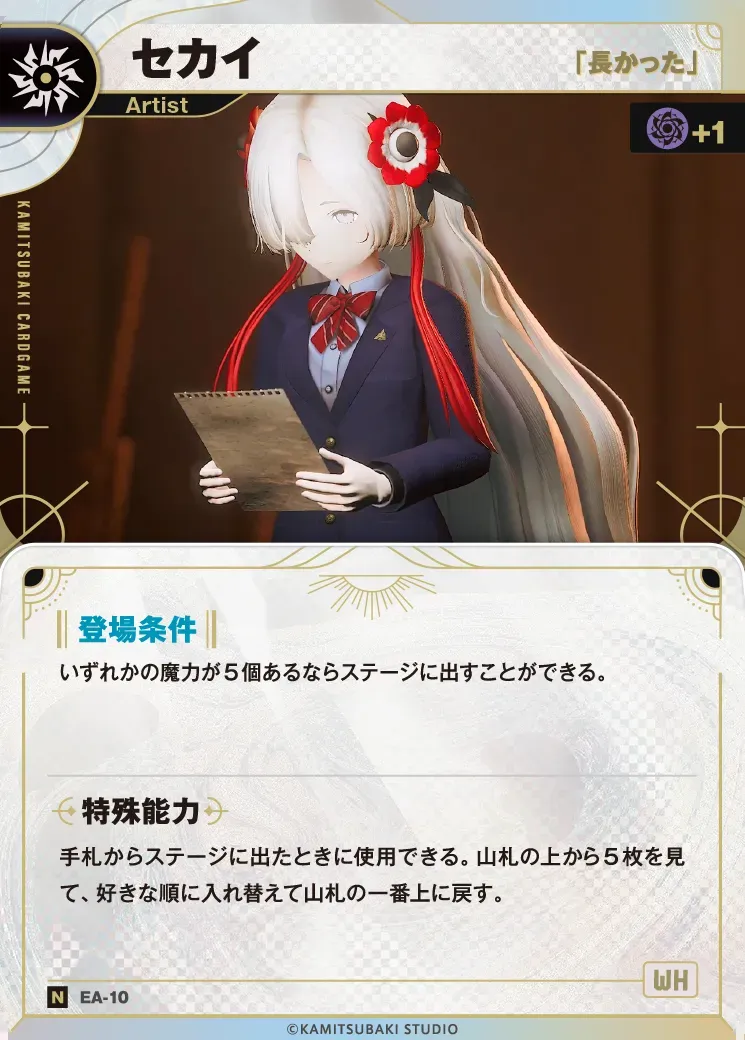 セカイ
「長かった」
Artist
+1
KAMITSUBAKI CARDGAME
登場条件
いずれかの魔力が5個あるならステージに出すことができる。
特殊能力
手札からステージに出たときに使用できる。山札の上から5枚を見
て、好きな順に入れ替えて山札の一番上に戻す。
WH
N EA-10
©KAMITSUBAKI STUDIO